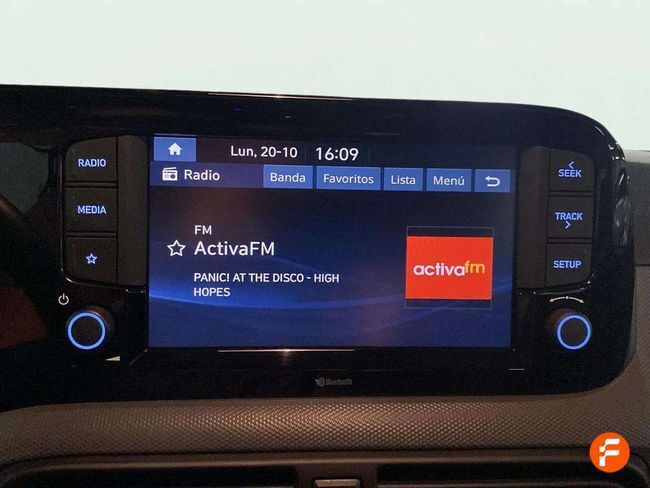 RADIO
MEDIA
Lun, 20-10 16:09
Radio Banda Favoritos Lista Menú
FM
ActivaFM
PANIC! AT THE DISCO - HIGH
HOPES
activafm
SEEK
TRACK
SETUP
Bluetooth
F